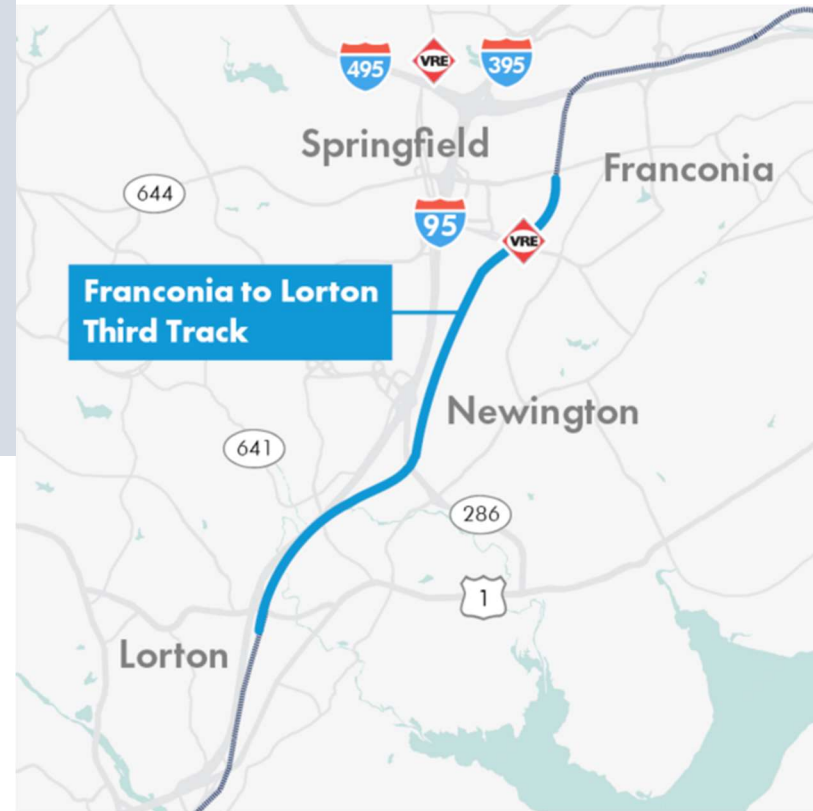 495
VRE
395
Springfield
Franconia
644
95
VRE
Franconia to Lorton
Third Track
Newington
641
286
1
Lorton